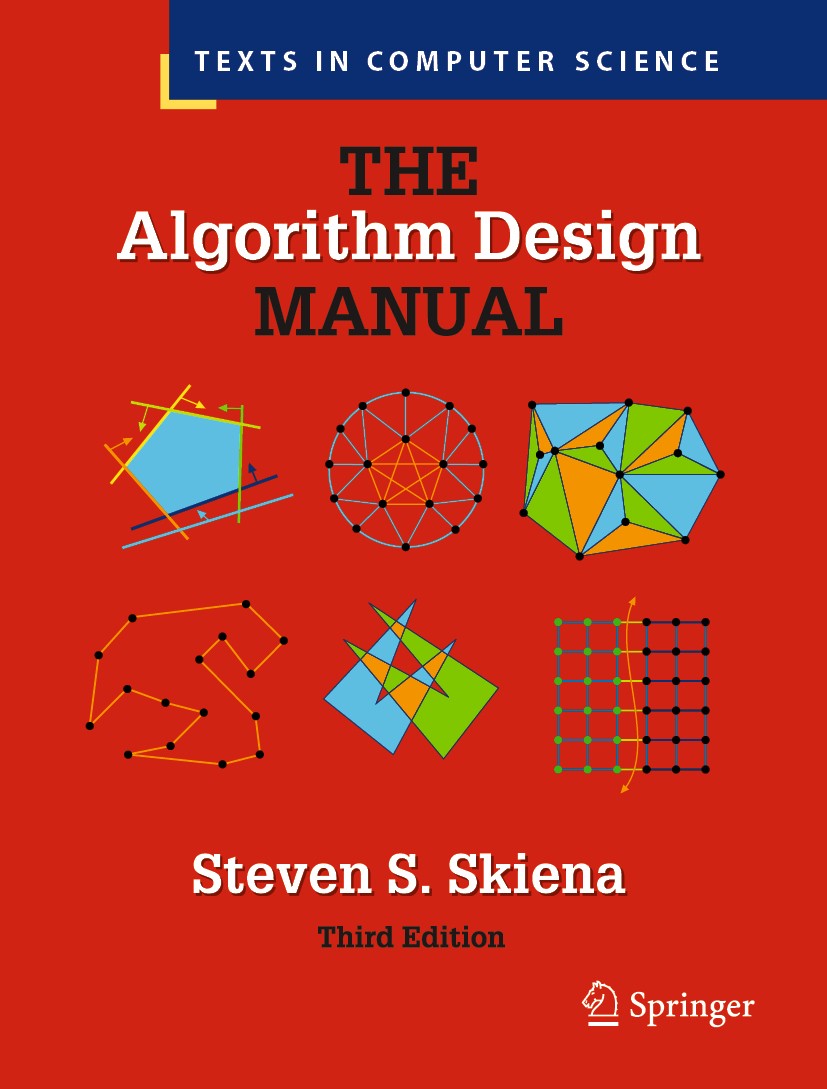 TEXTS IN COMPUTER SCIENCE
THE
Algorithm Design
MANUAL
Steven S. Skiena
Third Edition
Springer